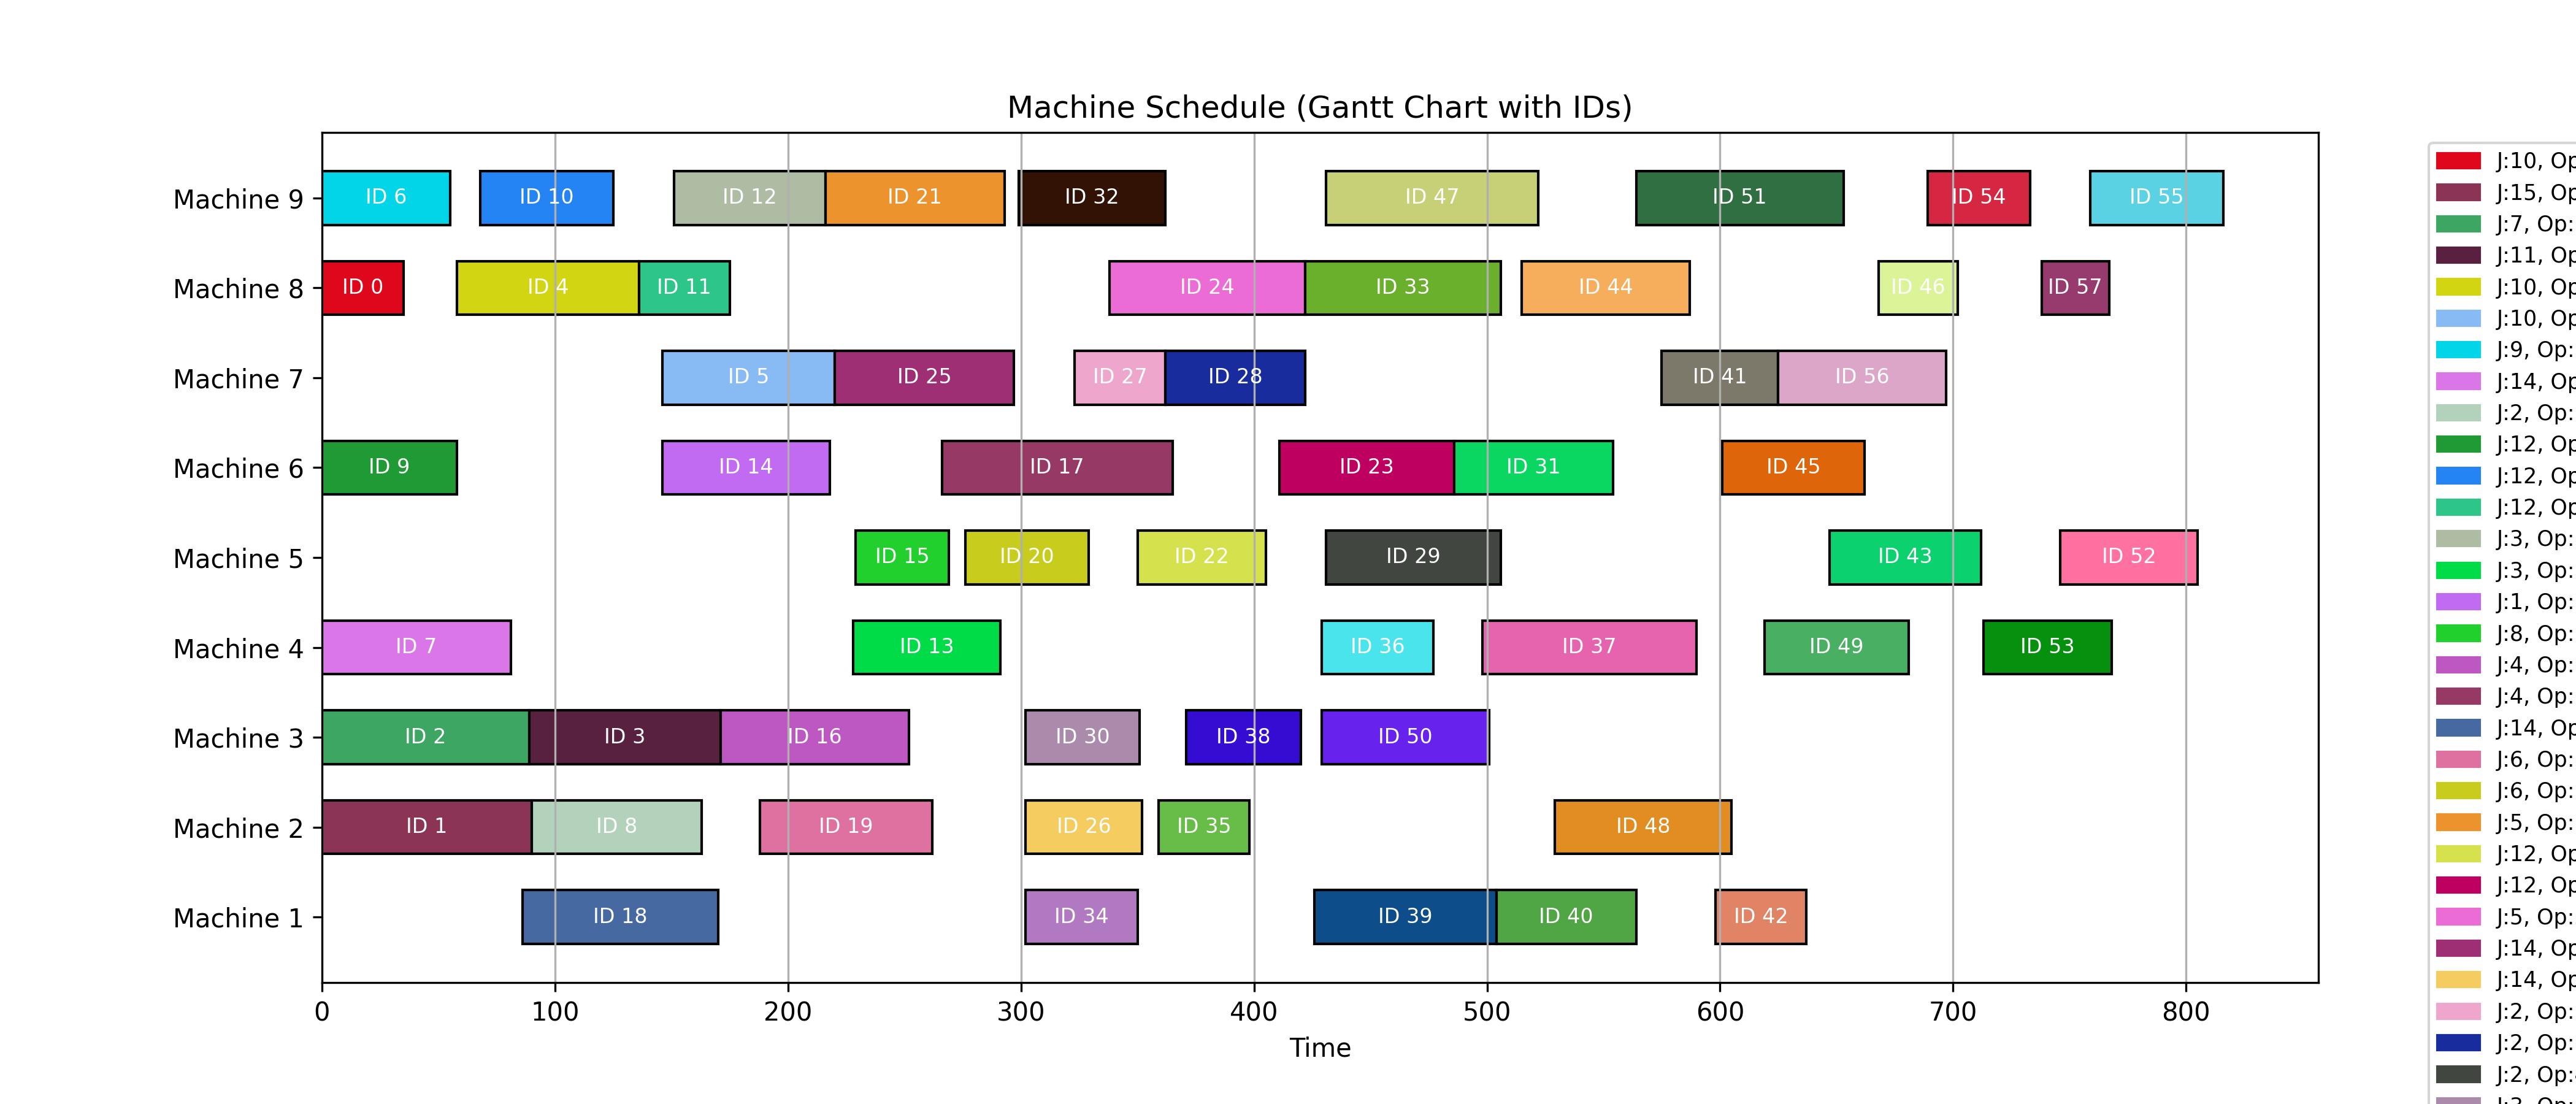 Machine Schedule (Gantt Chart with IDs)
Machine 9
ID 6
ID 10
ID 12
ID 21
ID 32
ID 47
ID 51
ID 54
ID 55
Machine 8
ID 0
ID 4
ID 11
ID 24
ID 33
ID 44
ID 46
ID 57
Machine 7
ID 5
ID 25
ID 27
ID 28
ID 41
ID 56
Machine 6
ID 9
ID 14
ID 17
ID 23
ID 31
ID 45
Machine 5
ID 15
ID 20
ID 22
ID 29
ID 43
ID 52
Machine 4
ID 7
ID 13
ID 36
ID 37
ID 49
ID 53
Machine 3
ID 2
ID 3
ID 16
ID 30
ID 38
ID 50
Machine 2
ID 1
ID 8
ID 19
ID 26
ID 35
ID 48
Machine 1
ID 18
ID 34
ID 39
ID 40
ID 42
0 100 200 300 400 500 600 700 800
Time
J:10, Op
J:15, Op
J:7, Op:
J:11, Op
J:10, Op
J:10, Op
J:9, Op:
J:14, Op
J:2, Op:
J:12, Op
J:12, Op
J:12, Op
J:3, Op:
J:3, Op:
J:1, Op:
J:8, Op:
J:4, Op:
J:4, Op:
J:14, Op
J:6, Op:
J:6, Op:
J:5, Op:
J:12, Op
J:12, Op
J:5, Op:
J:14, Op
J:14, Op
J:2, Op:
J:2, Op:
J:2, Op: